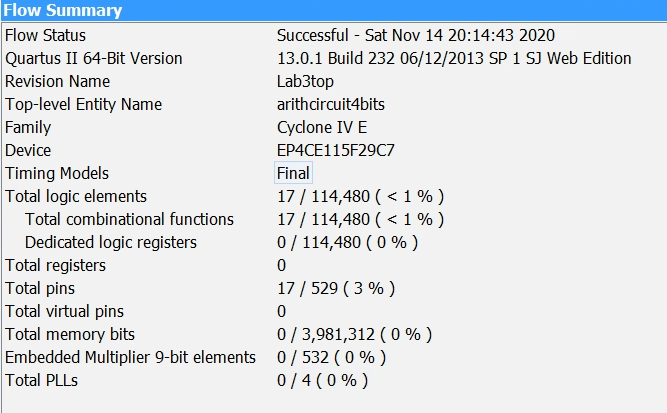 Flow Summary
Flow Status Successful - Sat Nov 14 20:14:43 2020
Quartus II 64-Bit Version 13.0.1 Build 232 06/12/2013 SP 1 SJ Web Edition
Revision Name Lab3top
Top-level Entity Name arithcircuit4bits
Family Cyclone IV E
Device EP4CE115F29C7
Timing Models Final
Total logic elements 17 / 114,480 ( < 1 % )
Total combinational functions 17 / 114,480 ( < 1 % )
Dedicated logic registers 0 / 114,480 ( 0 % )
Total registers 0
Total pins 17 / 529 ( 3 % )
Total virtual pins 0
Total memory bits 0 / 3,981,312 ( 0 % )
Embedded Multiplier 9-bit elements 0 / 532 ( 0 % )
Total PLLs 0 / 4 ( 0 % )